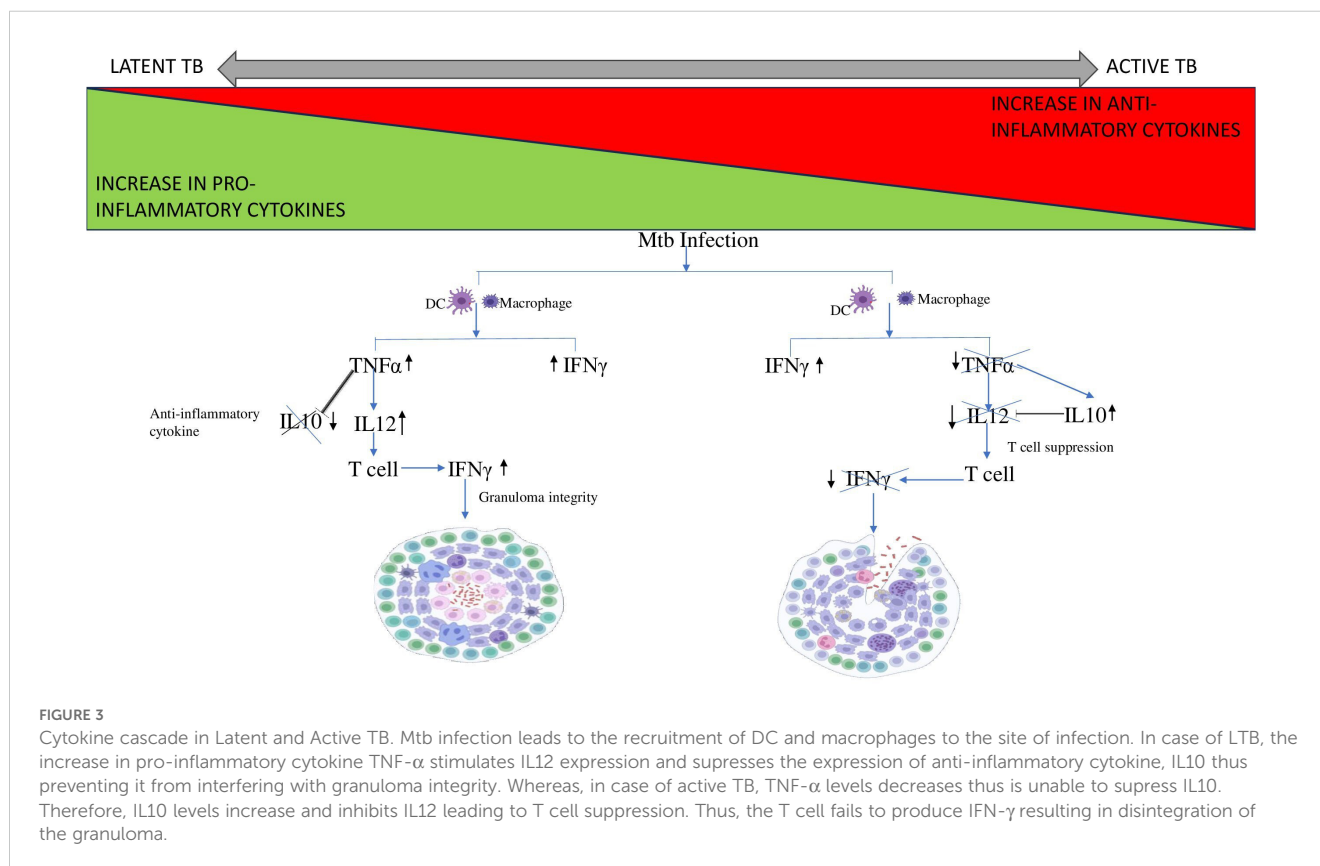 LATENT TB
ACTIVE TB
INCREASE IN ANTI-
INFLAMMATORY CYTOKINES
INCREASE IN PRO-
INFLAMMATORY CYTOKINES
Mtb Infection
DC
Macrophage
DC
Macrophage
TNFα↑
↑IFNγ
IFNγ↑
↓TNFα
Anti-inflammatory
cytokine
IL10↓
IL12↑
↓IL12
IL10↑
T cell suppression
T cell
IFNγ↑
↓IFNγ
T cell
Granuloma integrity
FIGURE 3
Cytokine cascade in Latent and Active TB. Mtb infection leads to the recruitment of DC and macrophages to the site of infection. In case of LTB, the
increase in pro-inflammatory cytokine TNF-α stimulates IL12 expression and supresses the expression of anti-inflammatory cytokine, IL10 thus
preventing it from interfering with granuloma integrity. Whereas, in case of active TB, TNF-α levels decreases thus is unable to supress IL10.
Therefore, IL10 levels increase and inhibits IL12 leading to T cell suppression. Thus, the T cell fails to produce IFN-γ resulting in disintegration of
the granuloma.